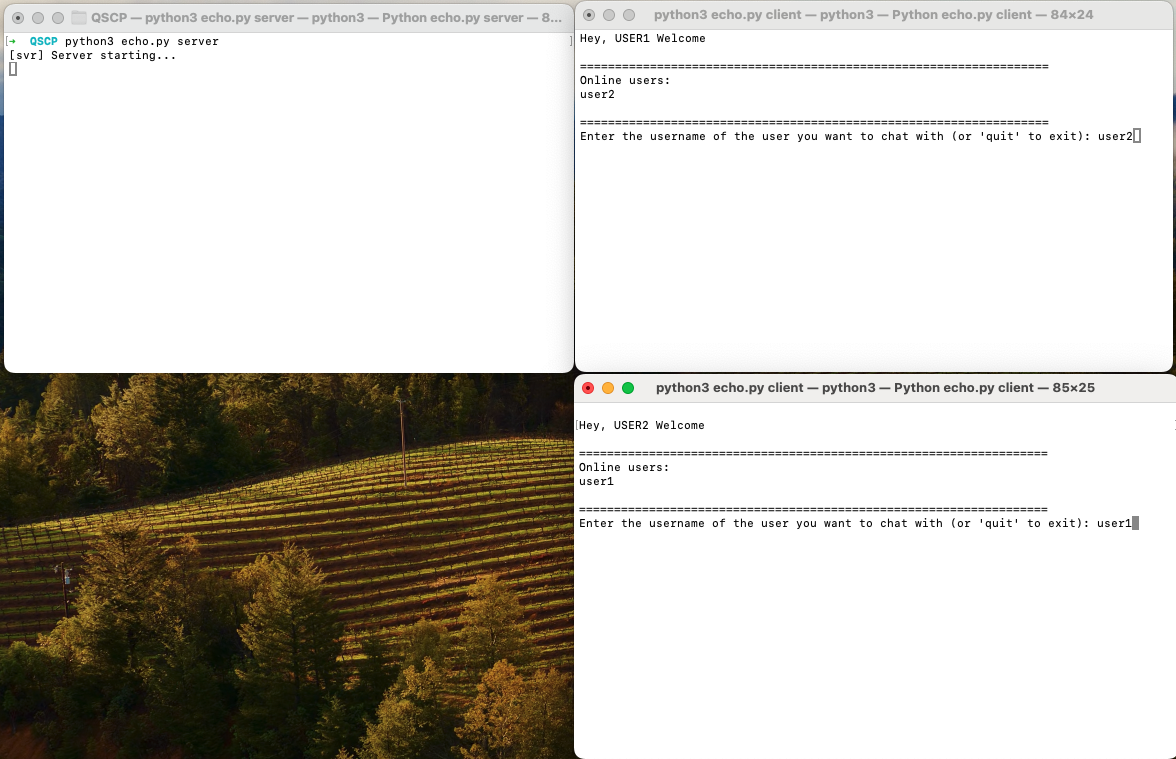 QSCP — python3 echo.py server — python3 — Python echo.py server — 8...
[➜ QSCP python3 echo.py server ]
[svr] Server starting...
python3 echo.py client — python3 — Python echo.py client — 84×24
Hey, USER1 Welcome
===================================================================
Online users:
user2
===================================================================
Enter the username of the user you want to chat with (or 'quit' to exit): user2
python3 echo.py client — python3 — Python echo.py client — 85×25
[Hey, USER2 Welcome ]
===================================================================
Online users:
user1
===================================================================
Enter the username of the user you want to chat with (or 'quit' to exit): user1